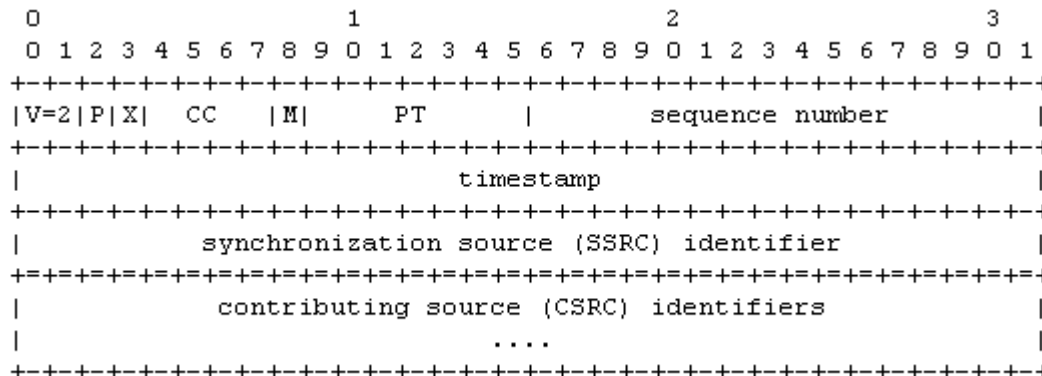 0                   1                   2                   3
0 1 2 3 4 5 6 7 8 9 0 1 2 3 4 5 6 7 8 9 0 1 2 3 4 5 6 7 8 9 0 1
+-+-+-+-+-+-+-+-+-+-+-+-+-+-+-+-+-+-+-+-+-+-+-+-+-+-+-+-+-+-+-+-+
|V=2|P|X|  CC   |M|     PT      |       sequence number         |
+-+-+-+-+-+-+-+-+-+-+-+-+-+-+-+-+-+-+-+-+-+-+-+-+-+-+-+-+-+-+-+-+
|                           timestamp                           |
+-+-+-+-+-+-+-+-+-+-+-+-+-+-+-+-+-+-+-+-+-+-+-+-+-+-+-+-+-+-+-+-+
|           synchronization source (SSRC) identifier            |
+=+=+=+=+=+=+=+=+=+=+=+=+=+=+=+=+=+=+=+=+=+=+=+=+=+=+=+=+=+=+=+=+
|            contributing source (CSRC) identifiers             |
|                             ....                              |
+-+-+-+-+-+-+-+-+-+-+-+-+-+-+-+-+-+-+-+-+-+-+-+-+-+-+-+-+-+-+-+-+